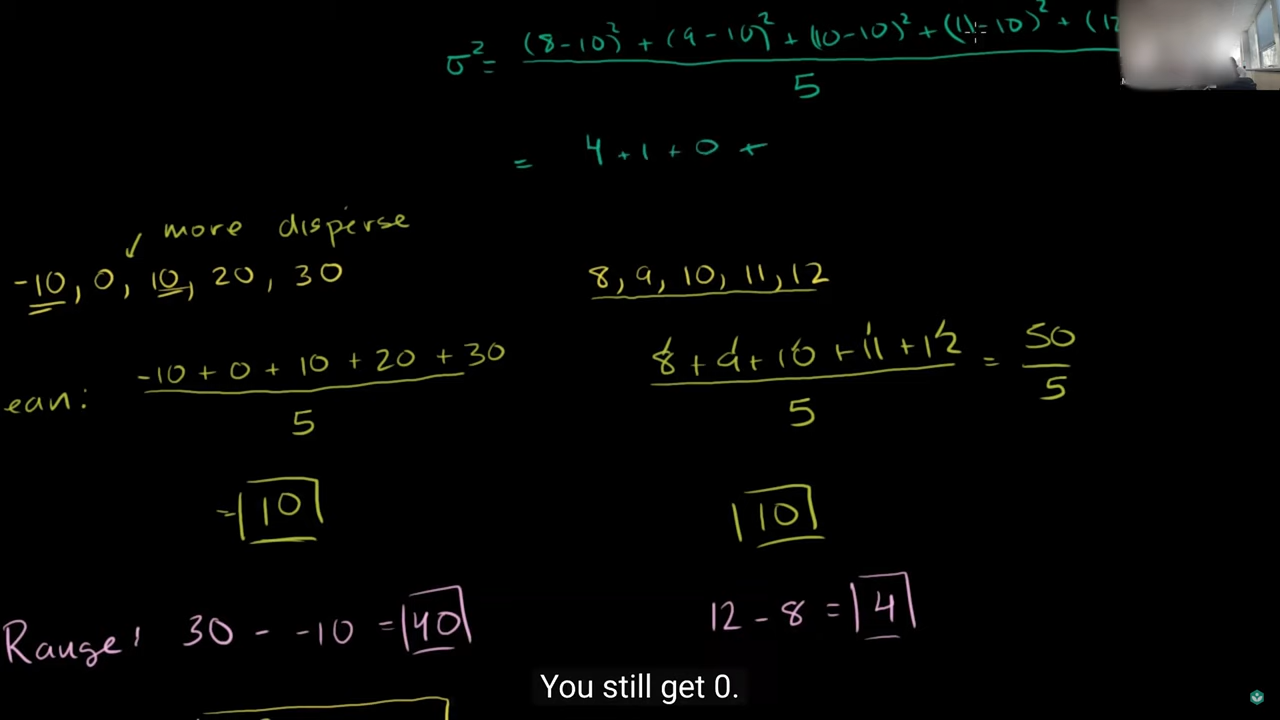 σ² = (8-10)² + (9-10)² + (10-10)² + (11-10)² + (12
5
= 4 + 1 + 0 +
more disperse
-10, 0, 10, 20, 30
8, 9, 10, 11, 12
ean: -10 + 0 + 10 + 20 + 30
5
8 + 9 + 10 + 11 + 12 = 50
5 5
= 10
10
Range: 30 - -10 = 40
12 - 8 = 4
You still get 0.